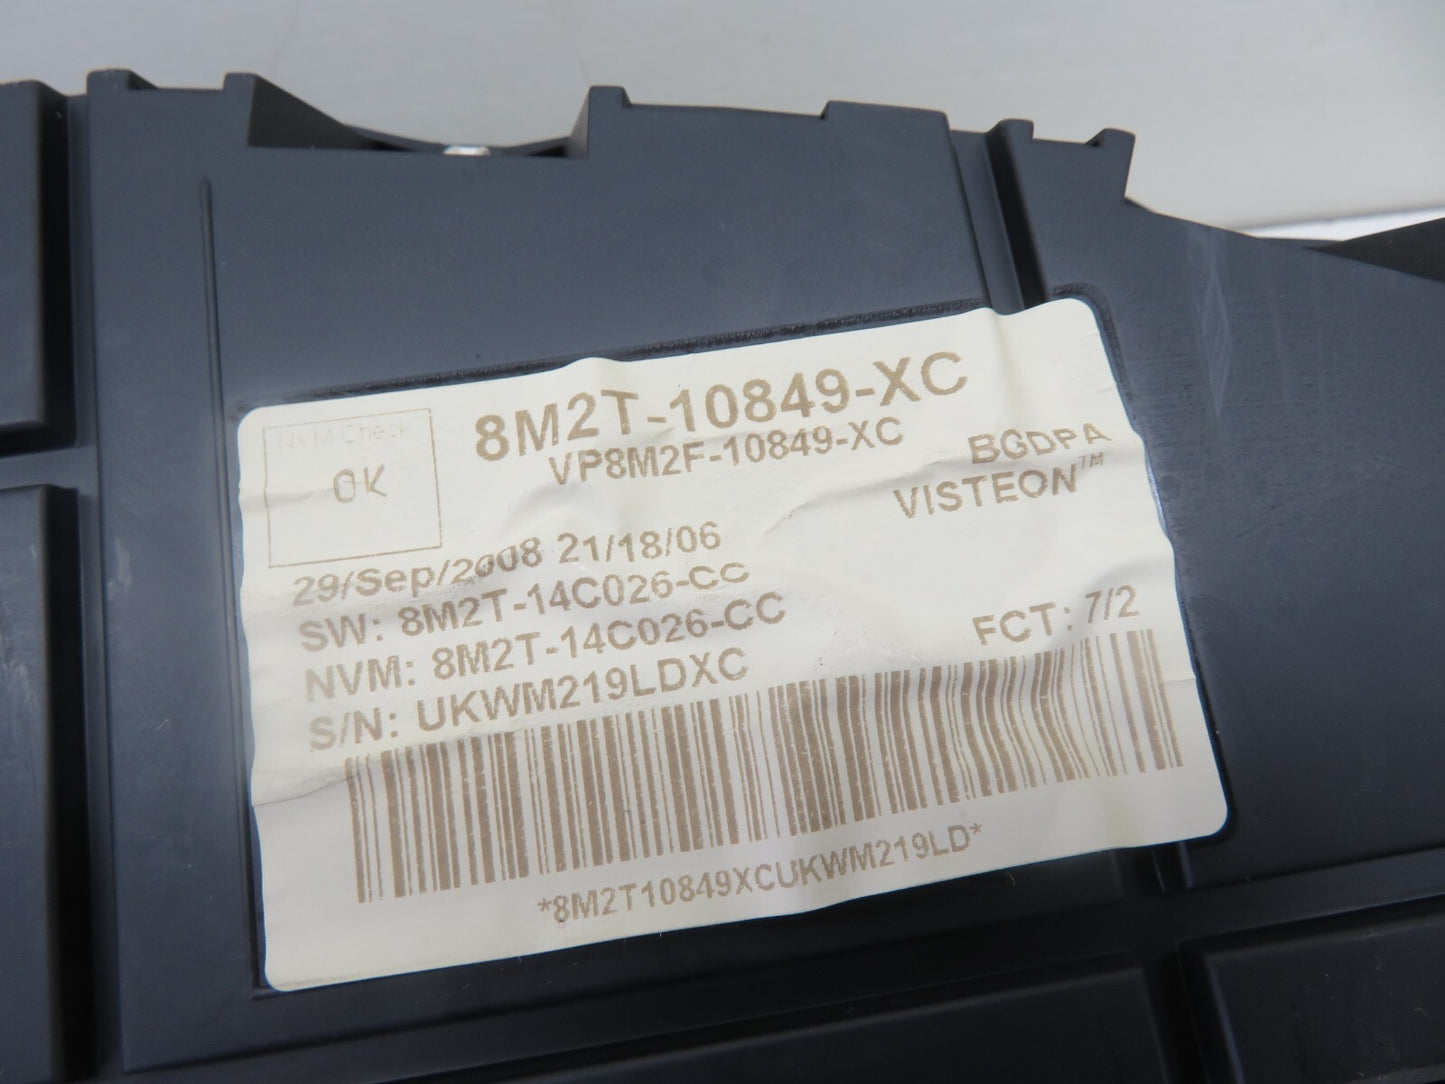 8M2T-10849-XC
VP8M2F-10849-XC
NVM Check
OK
BGDPA
VISTEON™
29/Sep/2008 21/18/06
SW: 8M2T-14C026-CC
NVM: 8M2T-14C026-CC
FCT: 7/2
S/N: UKWM219LDXC
*8M2T10849XCUKWM219LD*